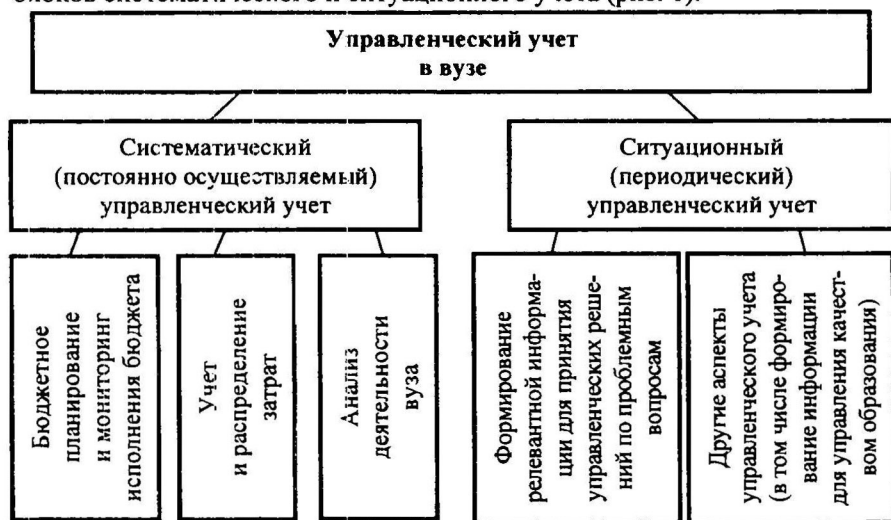 блоков систематического и ситуационного учета (рис. 1).
Управленческий учет
в вузе
Систематический
(постоянно осуществляемый)
управленческий учет
Ситуационный
(периодический)
управленческий учет
Бюджетное
планирование
и мониторинг
исполнения бюджета
Учет
и распределение
затрат
Анализ
деятельности
вуза
Формирование
релевантной информа-
ции для принятия
управленческих реше-
ний по проблемным
вопросам
Другие аспекты
управленческого учета
(в том числе формиро-
вание информации
для управления качест-
вом образования)